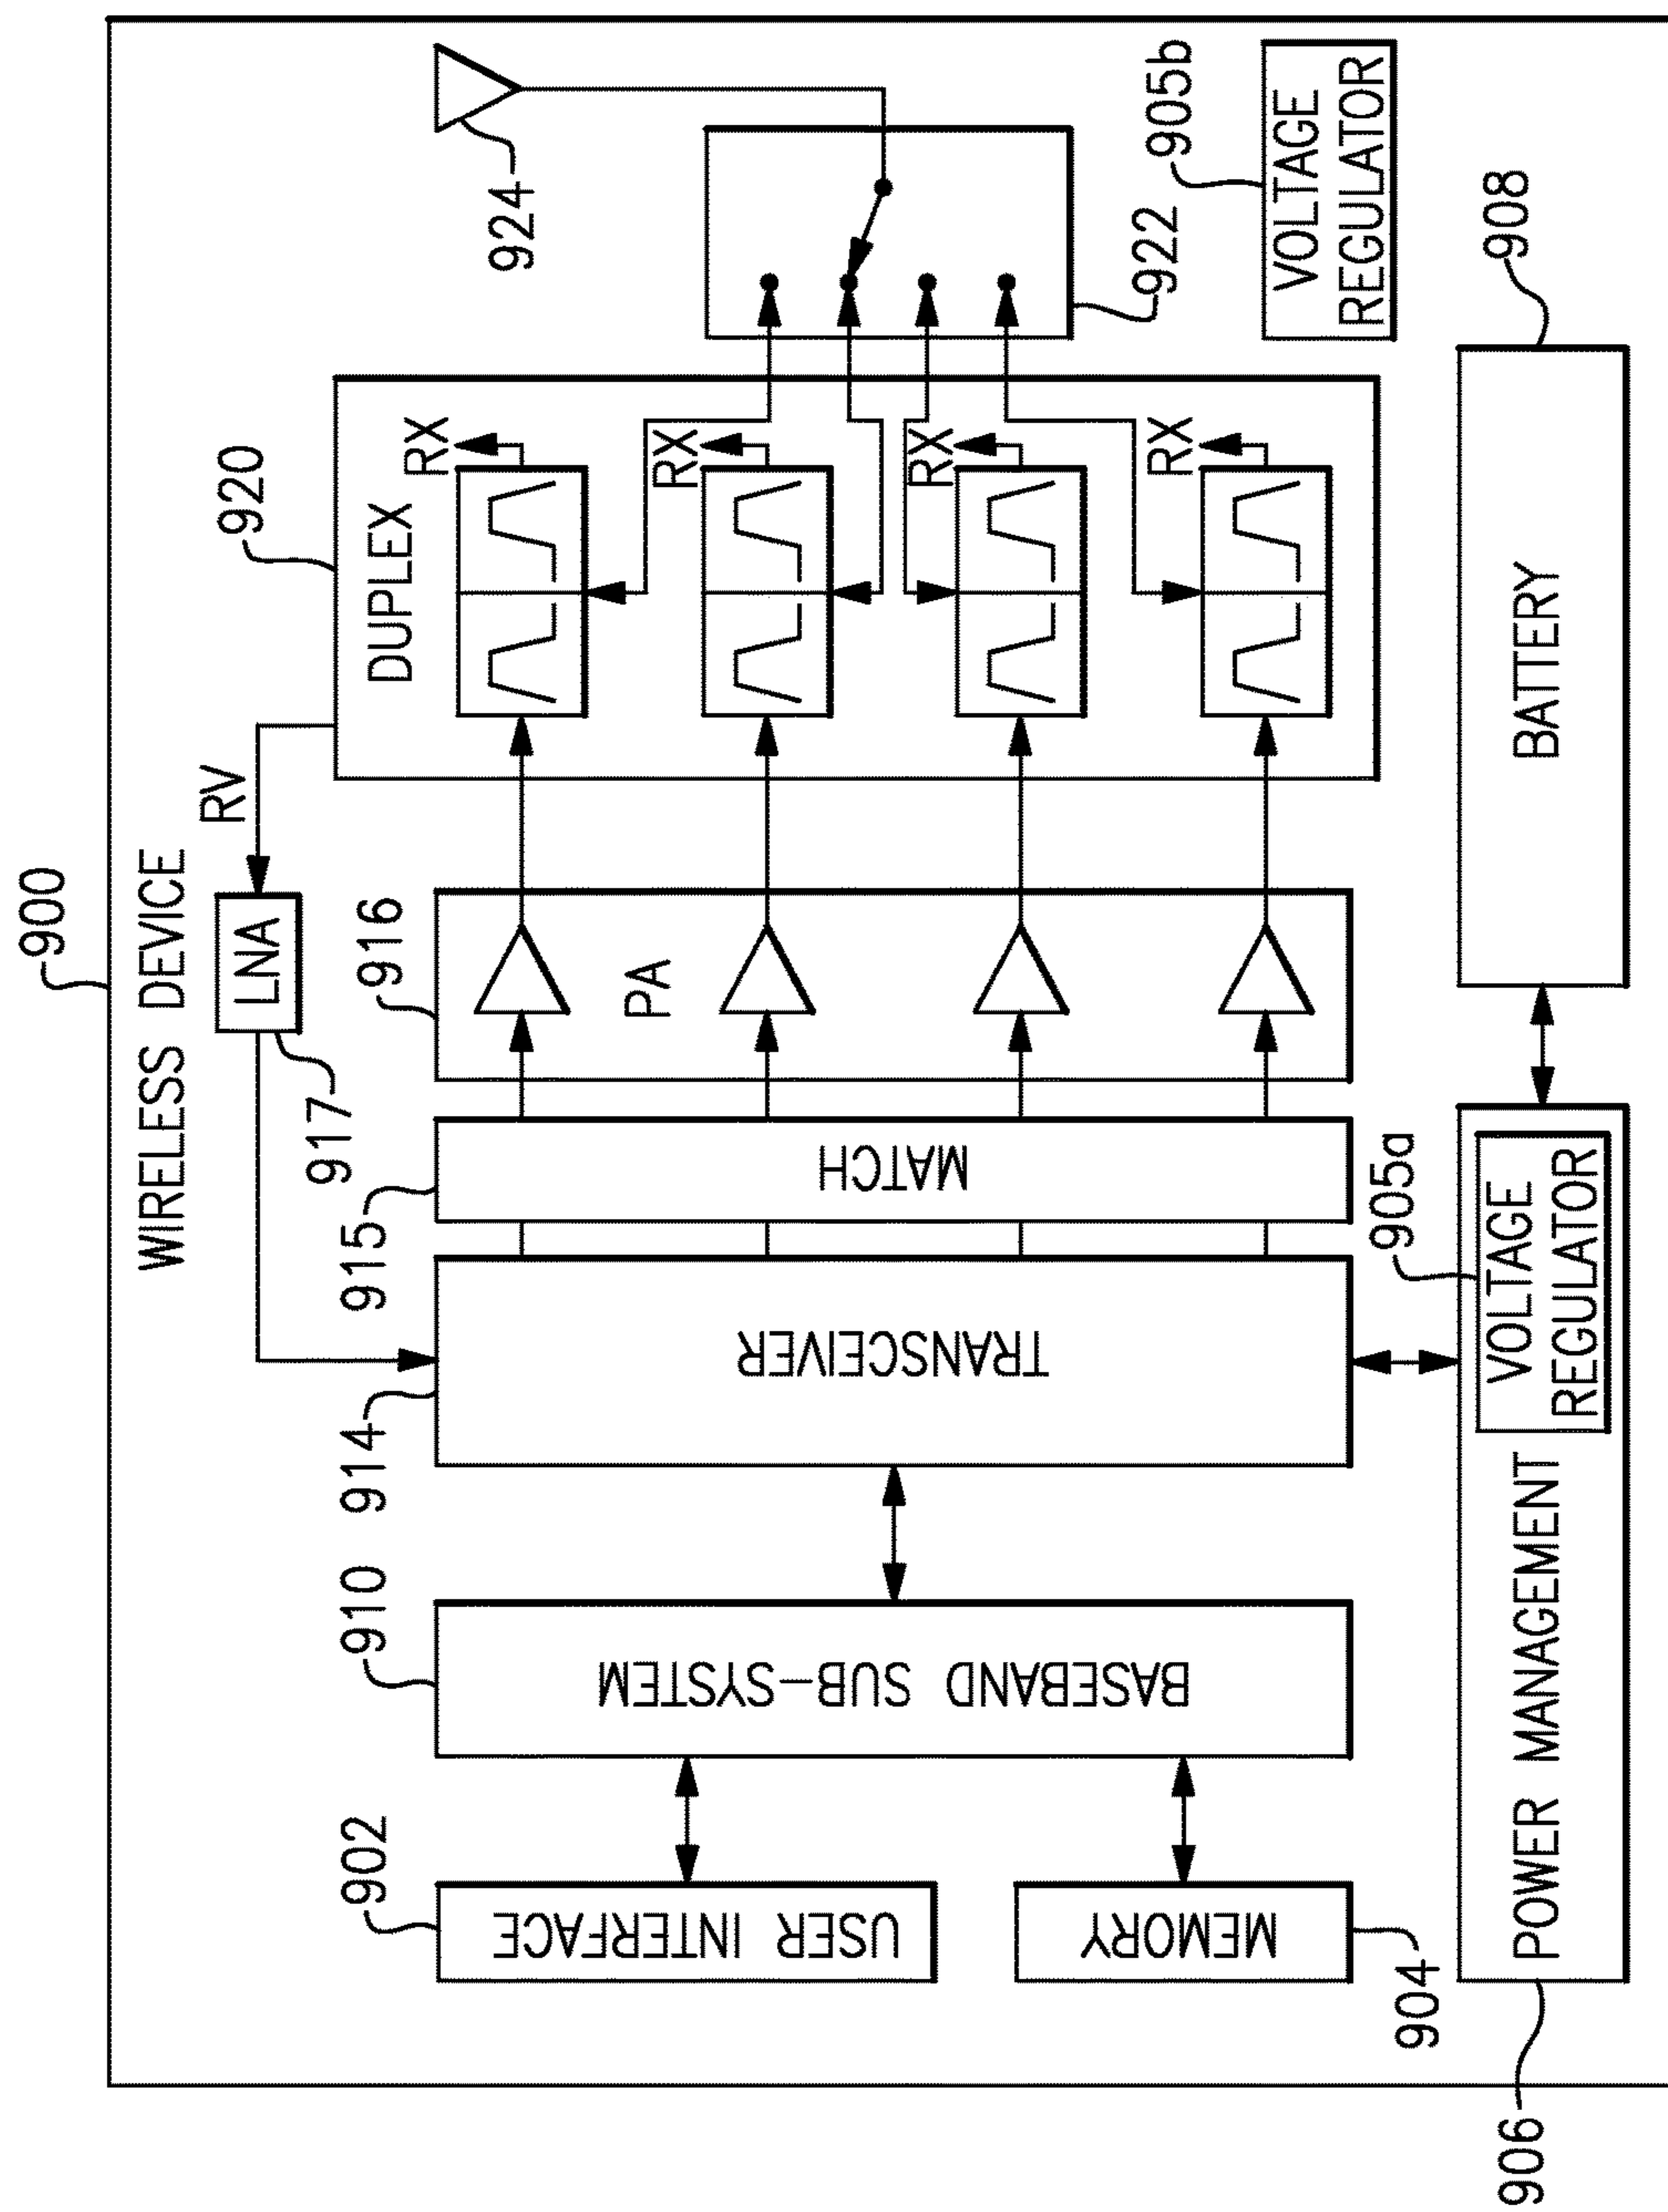 900
WIRELESS DEVICE
RV
LNA
917
920
DUPLEX
RX
RX
RX
RX
924
922
905b
VOLTAGE
REGULATOR
916
PA
915
MATCH
914
TRANSCEIVER
910
BASEBAND SUB-SYSTEM
902
USER INTERFACE
MEMORY
904
905a
VOLTAGE
REGULATOR
POWER MANAGEMENT
906
BATTERY
908